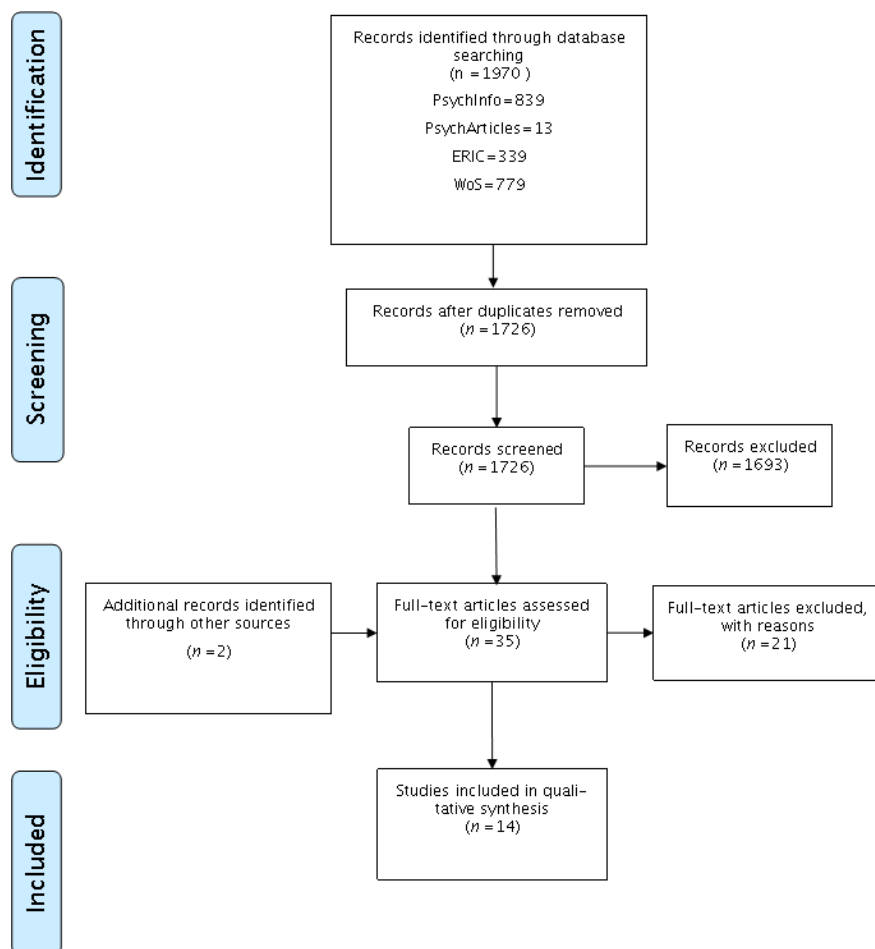 Identification
Records identified through database
searching
(n = 1970 )
PsychInfo=839
PsychArticles=13
ERIC=339
WoS=779
Screening
Records after duplicates removed
(n=1726)
Records screened
(n=1726)
Records excluded
(n=1693)
Eligibility
Additional records identified
through other sources
(n=2)
Full-text articles assessed
for eligibility
(n=35)
Full-text articles excluded,
with reasons
(n=21)
Included
Studies included in quali-
tative synthesis
(n=14)